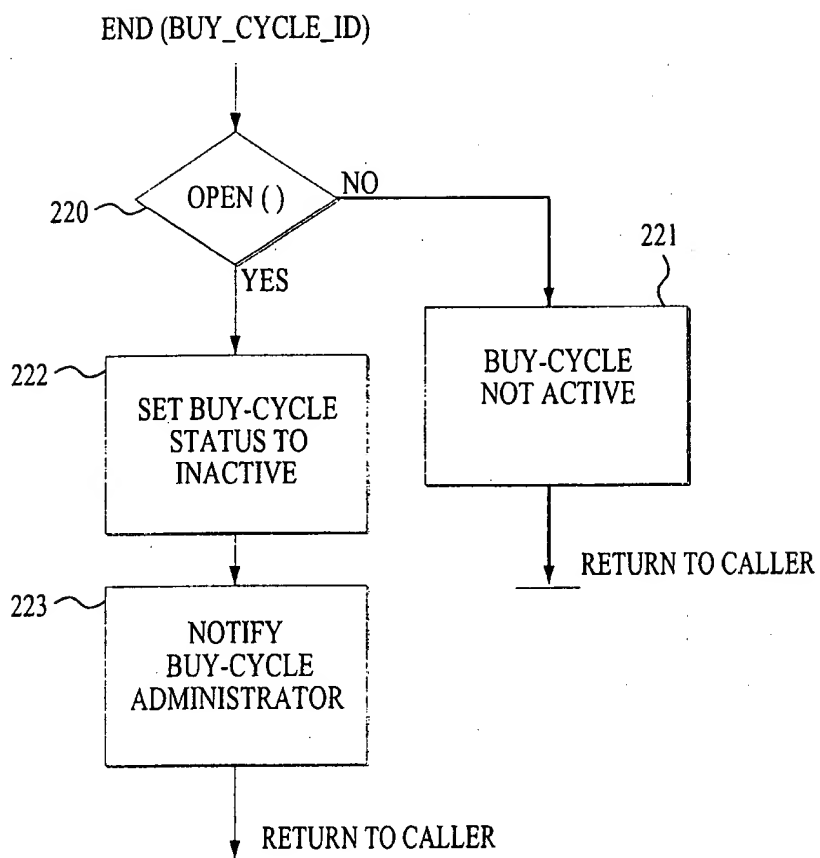 END (BUY_CYCLE_ID)
OPEN ( )
NO
220
YES
221
222
BUY-CYCLE
NOT ACTIVE
SET BUY-CYCLE
STATUS TO
INACTIVE
RETURN TO CALLER
223
NOTIFY
BUY-CYCLE
ADMINISTRATOR
RETURN TO CALLER